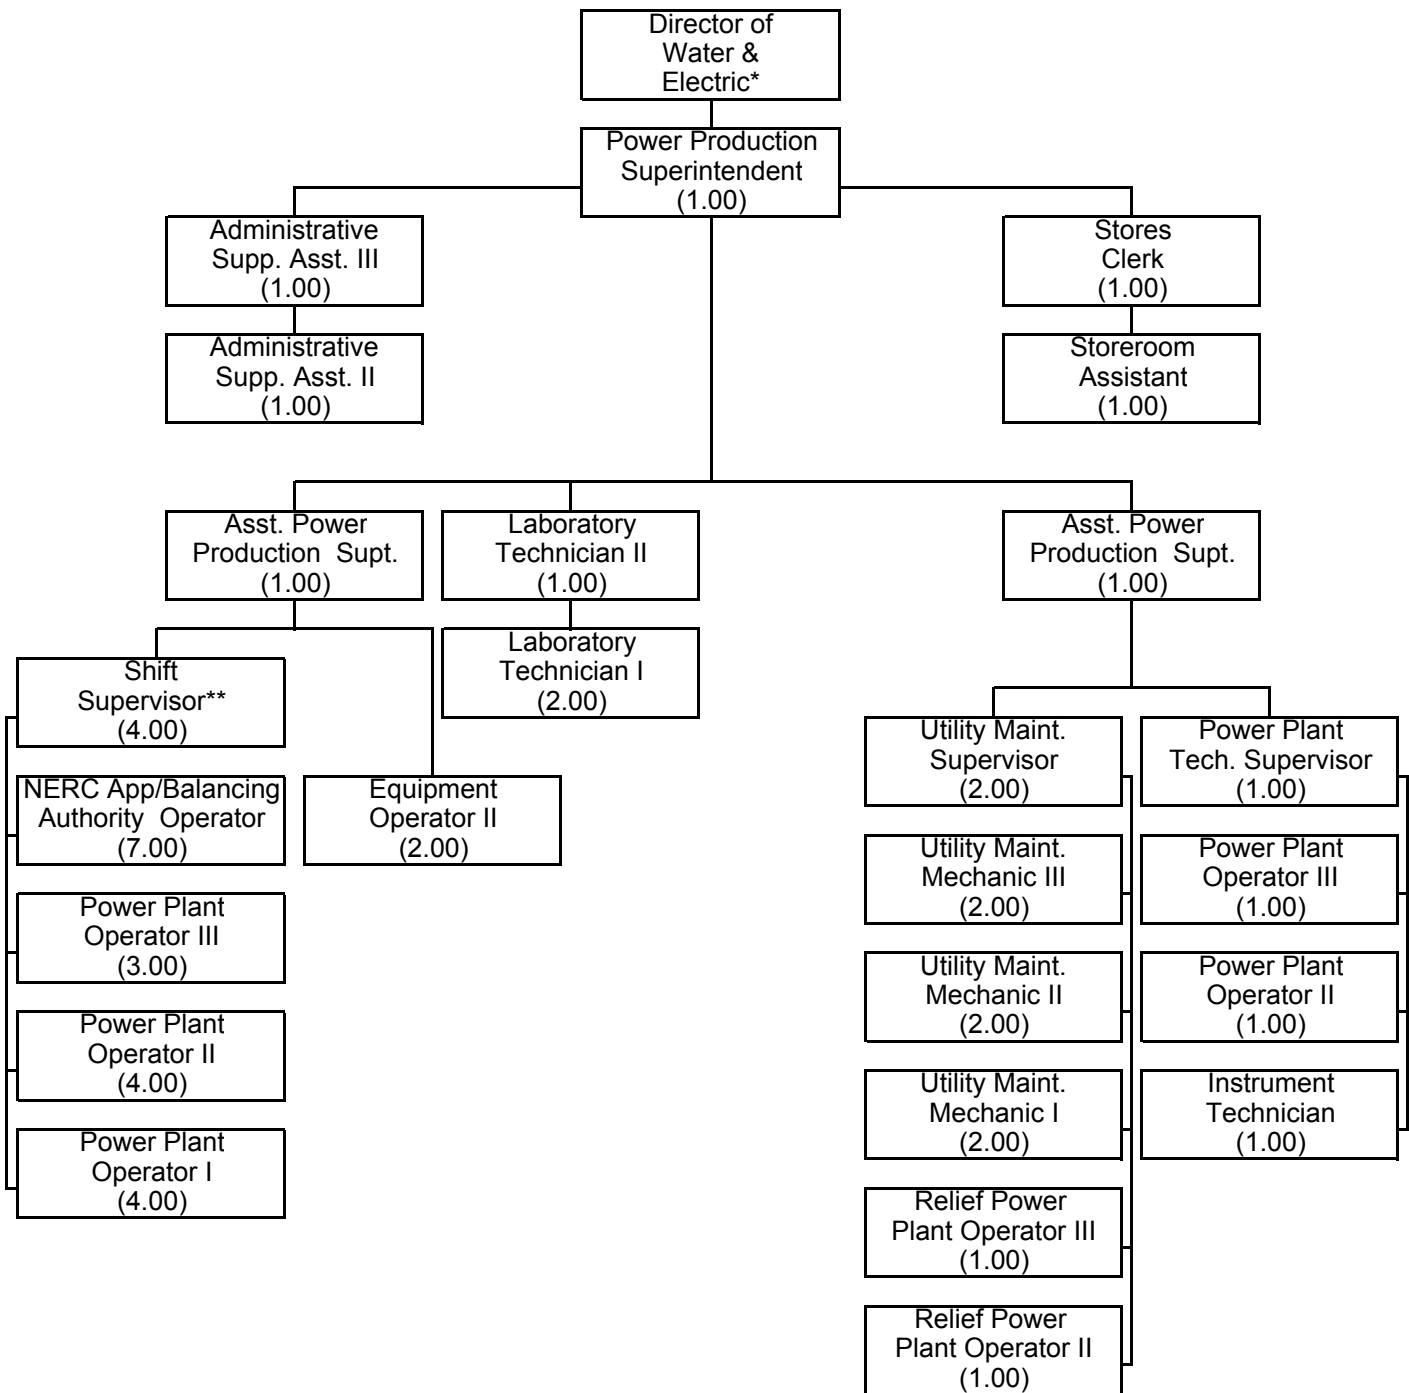 Director of
Water &
Electric*
Power Production
Superintendent
(1.00)
Administrative
Supp. Asst. III
(1.00)
Stores
Clerk
(1.00)
Administrative
Supp. Asst. II
(1.00)
Storeroom
Assistant
(1.00)
Asst. Power
Production Supt.
(1.00)
Laboratory
Technician II
(1.00)
Asst. Power
Production Supt.
(1.00)
Laboratory
Technician I
(2.00)
Shift
Supervisor**
(4.00)
NERC App/Balancing
Authority Operator
(7.00)
Equipment
Operator II
(2.00)
Power Plant
Operator III
(3.00)
Power Plant
Operator II
(4.00)
Power Plant
Operator I
(4.00)
Utility Maint.
Supervisor
(2.00)
Utility Maint.
Mechanic III
(2.00)
Utility Maint.
Mechanic II
(2.00)
Utility Maint.
Mechanic I
(2.00)
Relief Power
Plant Operator III
(1.00)
Relief Power
Plant Operator II
(1.00)
Power Plant
Tech. Supervisor
(1.00)
Power Plant
Operator III
(1.00)
Power Plant
Operator II
(1.00)
Instrument
Technician
(1.00)